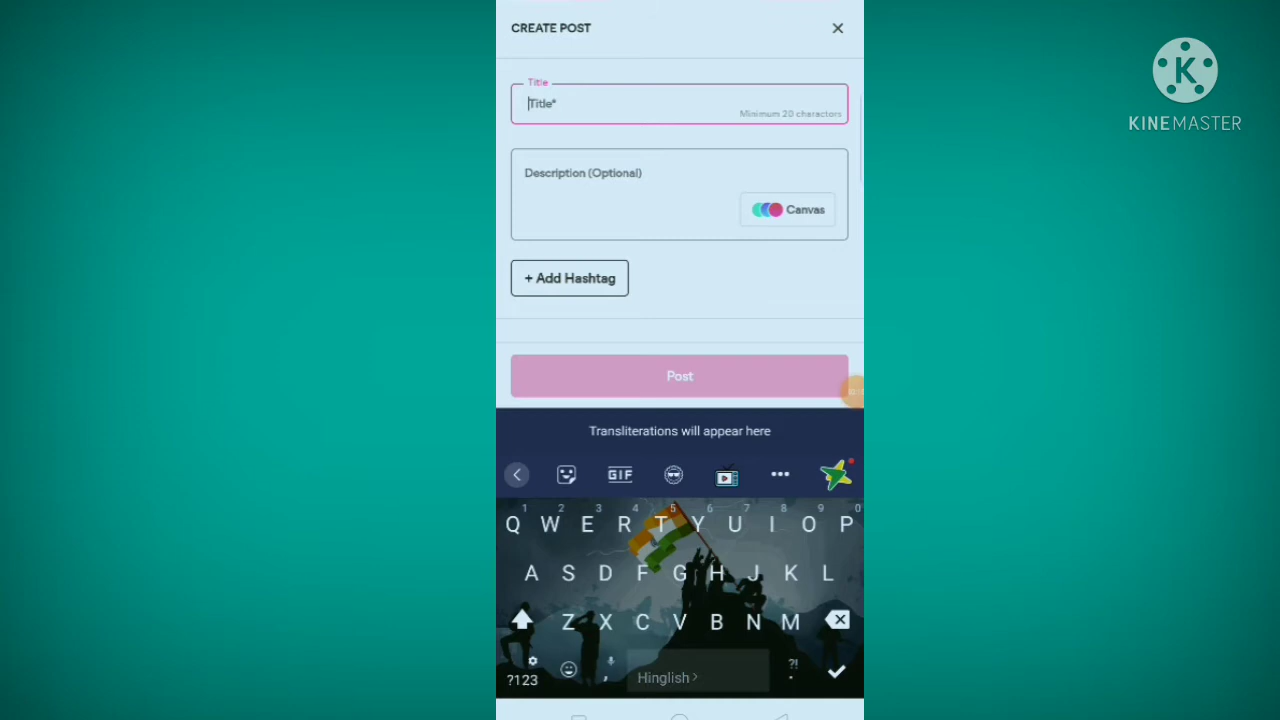 CREATE POST
K
KINEMASTER
Title
Title*
Minimum 20 charactors
Description (Optional)
Canvas
+ Add Hashtag
Post
Transliterations will appear here
GIF
1 2 3 4 5 6 7 8 9 0
Q W E R T Y U I O P
A S D F G H J K L
Z X C V B N M
?123 , Hinglish > ?! .